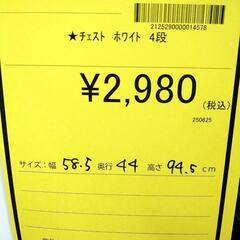 2125290000014578
★チェスト ホワイト 4段
¥2,980
(税込)
250625
サイズ:幅 58.5 奥行 44 高さ 94.5 cm